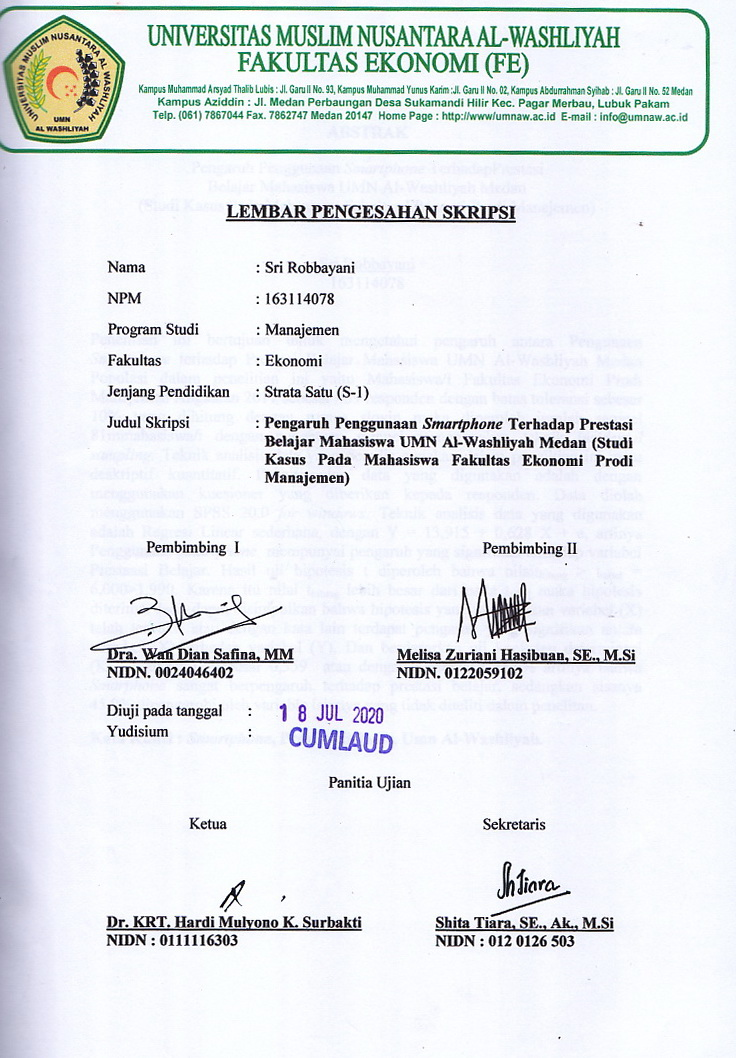 UNIVERSITAS MUSLIM NUSANTARA AL-WASHLIYAH
FAKULTAS EKONOMI (FE)
Kampus Muhammad Arsyad Thalib Lubis : Jl. Garu II No. 93, Kampus Muhammad Yunus Karim :Jl. Garu II No. 02, Kampus Abdurrahman Syihab : Jl. Garu II No. 52 Medan
Kampus Aziddin : Jl. Medan Perbaungan Desa Sukamandi Hilir Kec. Pagar Merbau, Lubuk Pakam
Telp. (061) 7867044 Fax. 7862747 Medan 20147 Home Page : http://www.umnaw.ac.id E-mail : info@umnaw.ac.id
UNIVERSITAS MUSLIM NUSANTARA AL WASHLIYAH
UMN
AL WASHLIYAH
LEMBAR PENGESAHAN SKRIPSI
Nama : Sri Robbayani
NPM : 163114078
Program Studi : Manajemen
Fakultas : Ekonomi
Jenjang Pendidikan : Strata Satu (S-1)
Judul Skripsi : Pengaruh Penggunaan Smartphone Terhadap Prestasi
Belajar Mahasiswa UMN Al-Washliyah Medan (Studi
Kasus Pada Mahasiswa Fakultas Ekonomi Prodi
Manajemen)
Pembimbing I Pembimbing II
Dra. Wan Dian Safina, MM Melisa Zuriani Hasibuan, SE., M.Si
NIDN. 0024046402 NIDN. 0122059102
Diuji pada tanggal : 18 JUL 2020
Yudisium : CUMLAUD
Panitia Ujian
Ketua Sekretaris
ShTiara
Dr. KRT. Hardi Mulyono K. Surbakti Shita Tiara, SE., Ak., M.Si
NIDN : 0111116303 NIDN : 012 0126 503